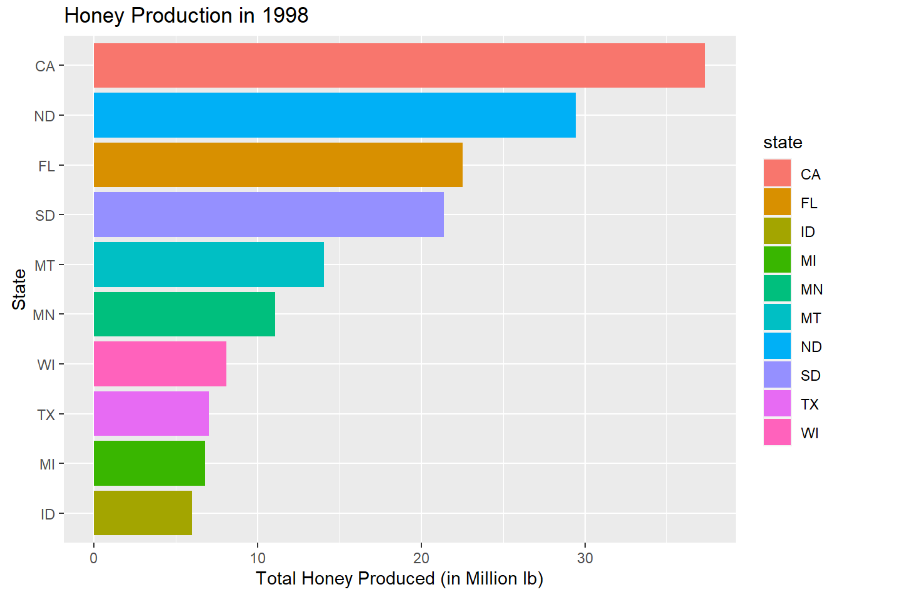 Honey Production in 1998
State
CA
ND
FL
SD
MT
MN
WI
TX
MI
ID
0 10 20 30
Total Honey Produced (in Million lb)
state
CA
FL
ID
MI
MN
MT
ND
SD
TX
WI